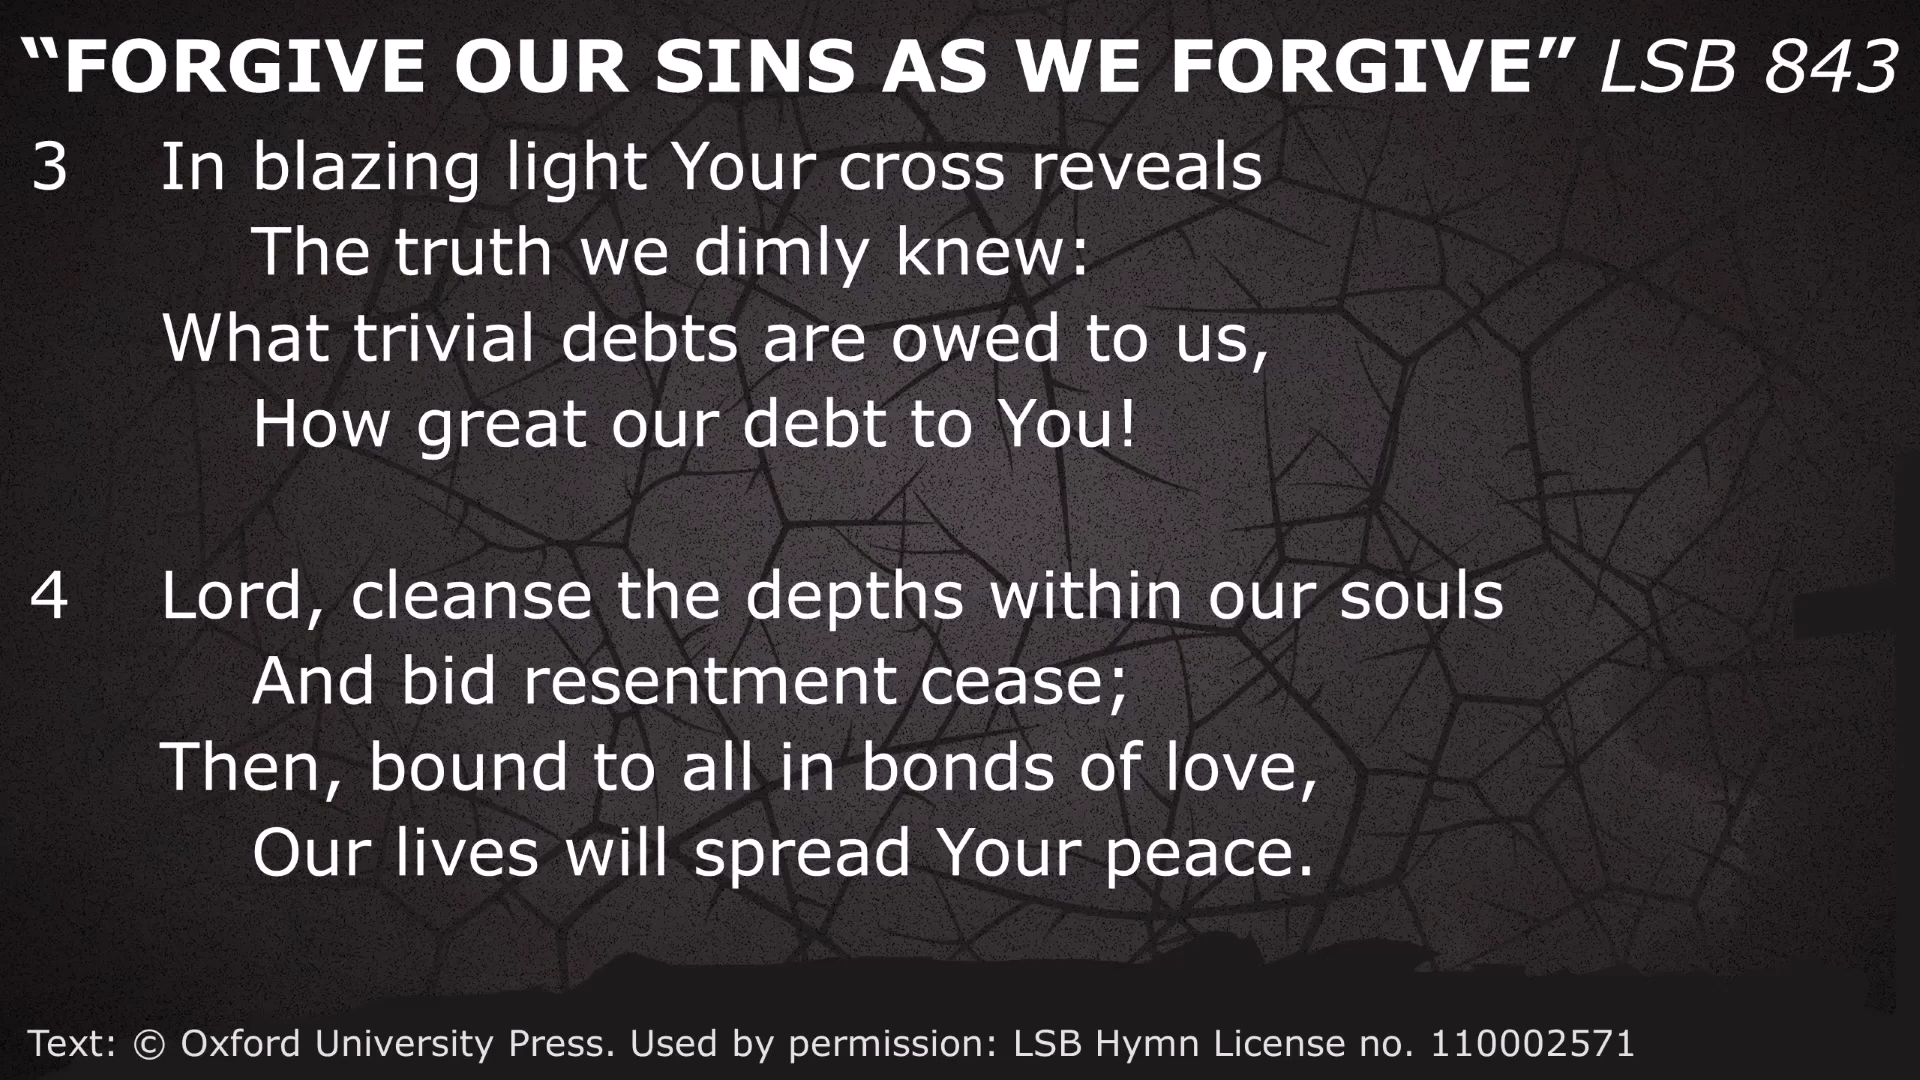 “FORGIVE OUR SINS AS WE FORGIVE” LSB 843
3 In blazing light Your cross reveals
The truth we dimly knew:
What trivial debts are owed to us,
How great our debt to You!
4 Lord, cleanse the depths within our souls
And bid resentment cease;
Then, bound to all in bonds of love,
Our lives will spread Your peace.
Text: © Oxford University Press. Used by permission: LSB Hymn License no. 110002571